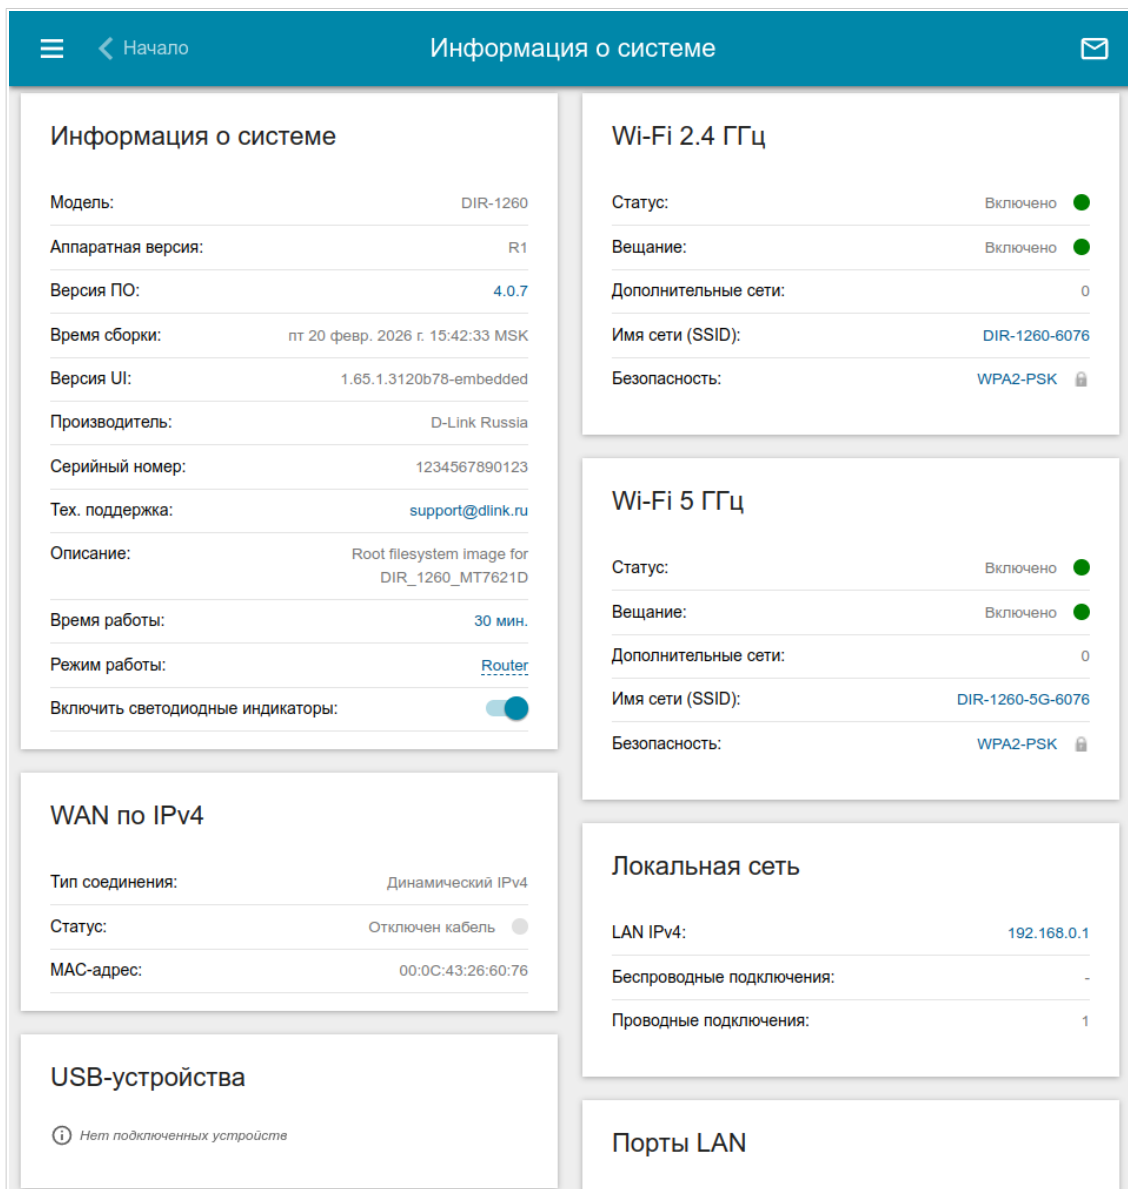 Начало
Информация о системе
Информация о системе
Модель: DIR-1260
Аппаратная версия: R1
Версия ПО: 4.0.7
Время сборки: пт 20 февр. 2026 г. 15:42:33 MSK
Версия UI: 1.65.1.3120b78-embedded
Производитель: D-Link Russia
Серийный номер: 1234567890123
Тех. поддержка: support@dlink.ru
Описание: Root filesystem image for
DIR_1260_MT7621D
Время работы: 30 мин.
Режим работы: Router
Включить светодиодные индикаторы:
WAN по IPv4
Тип соединения: Динамический IPv4
Статус: Отключен кабель
MAC-адрес: 00:0C:43:26:60:76
USB-устройства
Нет подключенных устройств
Wi-Fi 2.4 ГГц
Статус: Включено
Вещание: Включено
Дополнительные сети: 0
Имя сети (SSID): DIR-1260-6076
Безопасность: WPA2-PSK
Wi-Fi 5 ГГц
Статус: Включено
Вещание: Включено
Дополнительные сети: 0
Имя сети (SSID): DIR-1260-5G-6076
Безопасность: WPA2-PSK
Локальная сеть
LAN IPv4: 192.168.0.1
Беспроводные подключения: -
Проводные подключения: 1
Порты LAN